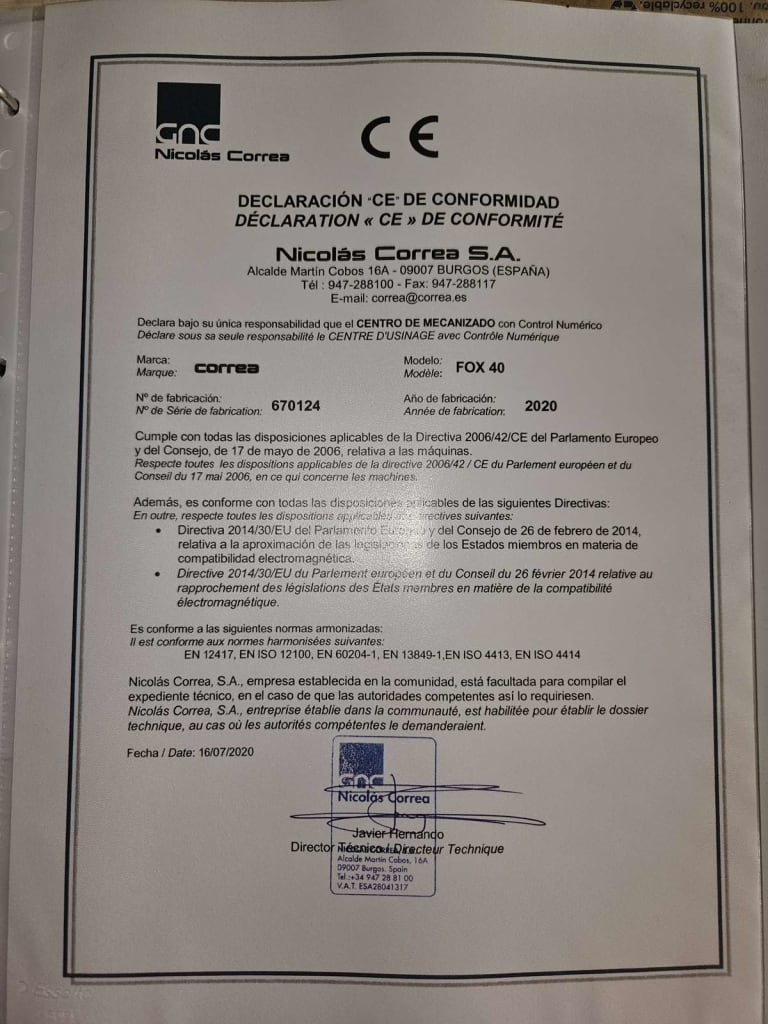 GNC
Nicolás Correa
CE
DECLARACIÓN "CE" DE CONFORMIDAD
DÉCLARATION « CE » DE CONFORMITÉ
Nicolás Correa S.A.
Alcalde Martín Cobos 16A - 09007 BURGOS (ESPAÑA)
Tél : 947-288100 - Fax: 947-288117
E-mail: correa@correa.es
Declara bajo su única responsabilidad que el CENTRO DE MECANIZADO con Control Numérico
Déclare sous sa seule responsabilité le CENTRE D'USINAGE avec Contrôle Numérique
Marca:
Marque: correa
Modelo:
Modèle: FOX 40
Nº de fabricación:
Nº de Série de fabrication: 670124
Año de fabricación:
Année de fabrication: 2020
Cumple con todas las disposiciones aplicables de la Directiva 2006/42/CE del Parlamento Europeo
y del Consejo, de 17 de mayo de 2006, relativa a las máquinas.
Respecte toutes les dispositions applicables de la directive 2006/42 / CE du Parlement européen et du
Conseil du 17 mai 2006, en ce qui concerne les machines.
Además, es conforme con todas las disposiciones aplicables de las siguientes Directivas:
En outre, respecte toutes les dispositions applicables aux directives suivantes:
• Directiva 2014/30/EU del Parlamento Europeo y del Consejo de 26 de febrero de 2014,
relativa a la aproximación de las legislaciones de los Estados miembros en materia de
compatibilidad electromagnética.
• Directive 2014/30/EU du Parlement européen et du Conseil du 26 février 2014 relative au
rapprochement des législations des États membres en matière de la compatibilité
électromagnétique.
Es conforme a las siguientes normas armonizadas:
Il est conforme aux normes harmonisées suivantes:
EN 12417, EN ISO 12100, EN 60204-1, EN 13849-1,EN ISO 4413, EN ISO 4414
Nicolás Correa, S.A., empresa establecida en la comunidad, está facultada para compilar el
expediente técnico, en el caso de que las autoridades competentes así lo requiriesen.
Nicolás Correa, S.A., entreprise établie dans la communauté, est habilitée pour établir le dossier
technique, au cas où les autorités compétentes le demanderaient.
Fecha / Date: 16/07/2020
GNC
Nicolás Correa
Javier Hernando
Director Técnico / Directeur Technique
NICOLAS CORREA, S.A.
Alcalde Martín Cobos, 16A
09007 Burgos. Spain
Tel.:+34 947 28 81 00
V.A.T. ESA28041317